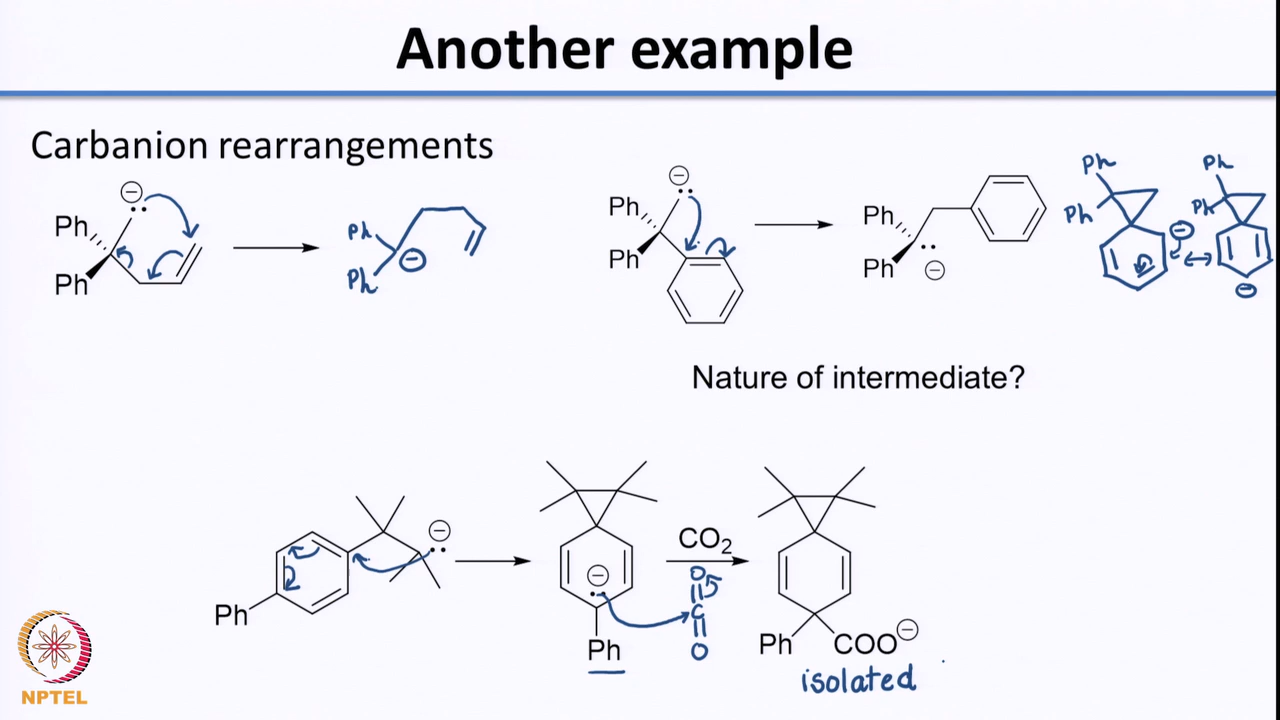 Another example
Carbanion rearrangements
Ph
Ph
⊖
Ph
Ph
⊖
Ph
Ph
⊖
Ph
Ph
⊖
Ph
Ph
⊖
Ph
Ph
⊖
Nature of intermediate?
Ph
⊖
⊖
Ph
CO₂
O
C
O
Ph
COO⊖
isolated
NPTEL